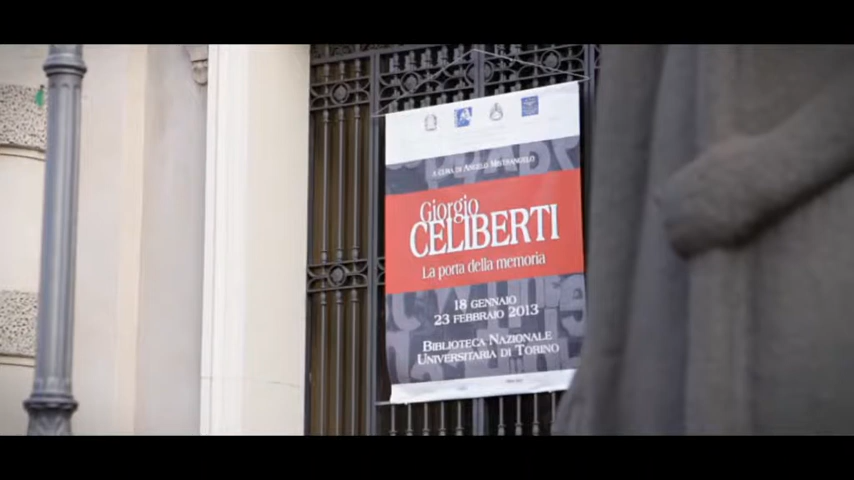 A CURA DI ANGELO MISTRANGELO
Giorgio
CELIBERTI
La porta della memoria
18 GENNAIO
23 FEBBRAIO 2013
BIBLIOTECA NAZIONALE
UNIVERSITARIA DI TORINO